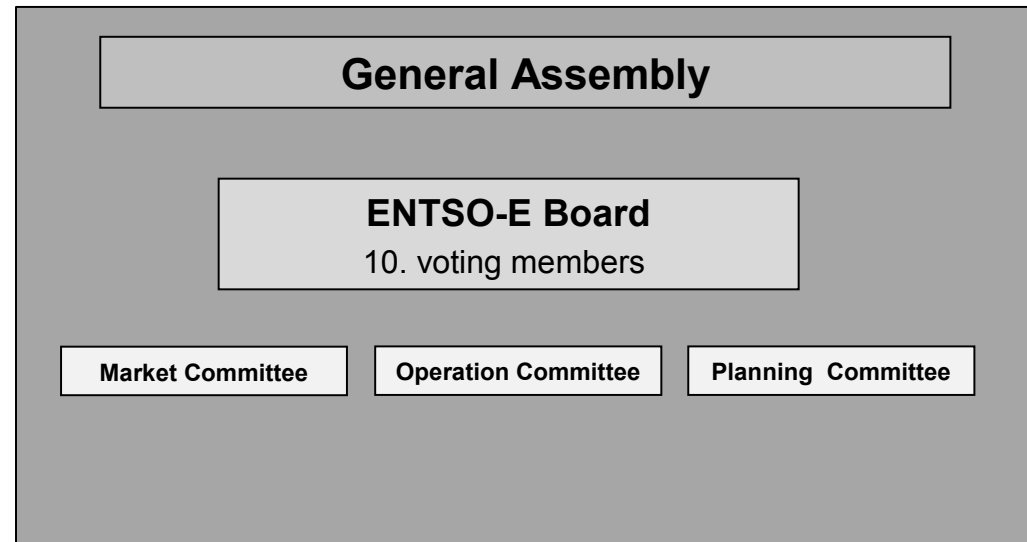 General Assembly
ENTSO-E Board
10. voting members
Market Committee
Operation Committee
Planning  Committee